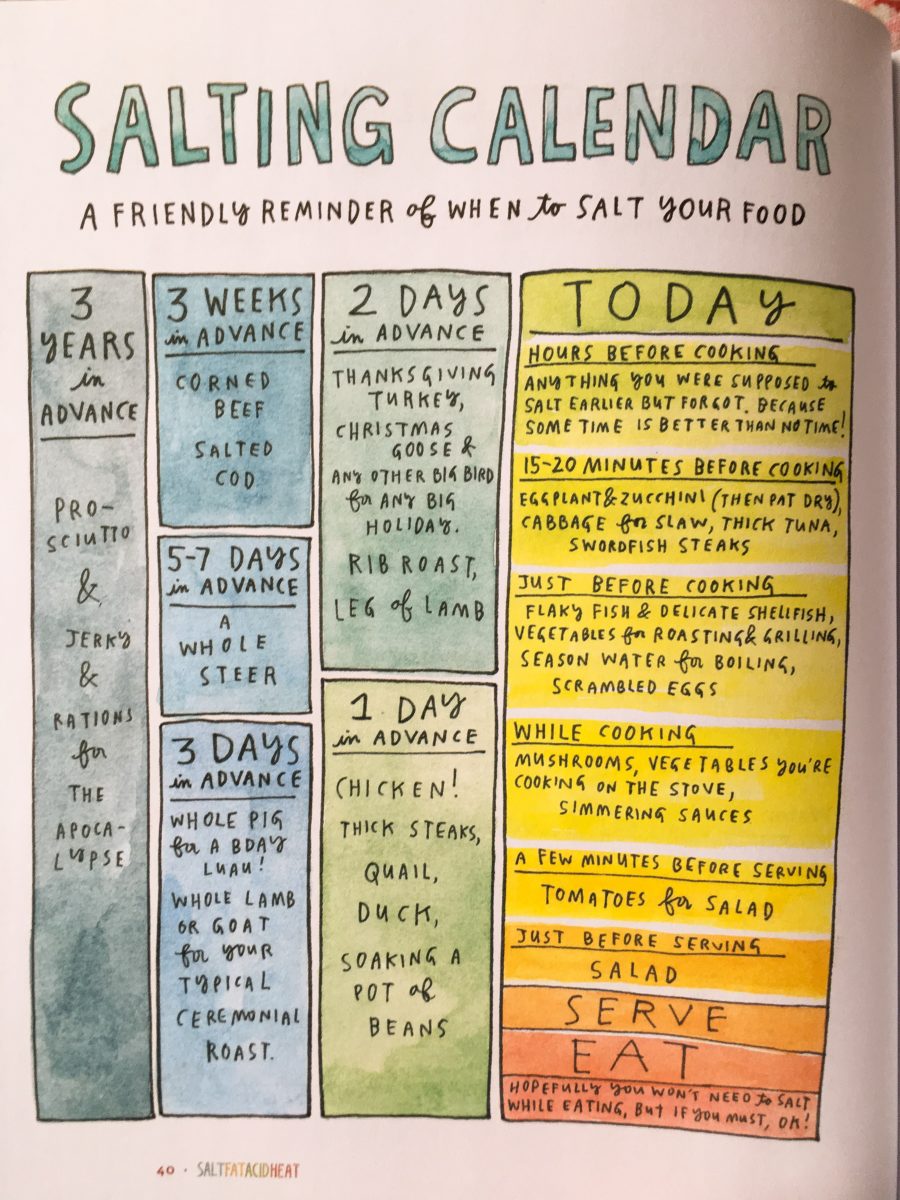 SALTING CALENDAR
A FRIENDLY REMINDER of WHEN to SALT YOUR FOOD
3
YEARS
in
ADVANCE
PRO-
SCIUTTO
&
JERKY
&
RATIONS
for
THE
APOCA-
LYPSE
3 WEEKS
in ADVANCE
CORNED
BEEF
SALTED
COD
5-7 DAYS
in ADVANCE
A
WHOLE
STEER
3 DAYS
in ADVANCE
WHOLE PIG
for A BDAY
LUAU!
WHOLE LAMB
OR GOAT
for YOUR
TYPICAL
CEREMONIAL
ROAST.
2 DAYS
in ADVANCE
THANKSGIVING
TURKEY,
CHRISTMAS
GOOSE &
ANY OTHER BIG BIRD
for ANY BIG
HOLIDAY.
RIB ROAST,
LEG of LAMB
1 DAY
in ADVANCE
CHICKEN!
THICK STEAKS,
QUAIL,
DUCK,
SOAKING A
POT of
BEANS
TODAY
HOURS BEFORE COOKING
ANYTHING YOU WERE SUPPOSED to
SALT EARLIER BUT FORGOT. BECAUSE
SOME TIME IS BETTER THAN NO TIME!
15-20 MINUTES BEFORE COOKING
EGGPLANT & ZUCCHINI (THEN PAT DRY),
CABBAGE for SLAW, THICK TUNA,
SWORDFISH STEAKS
JUST BEFORE COOKING
FLAKY FISH & DELICATE SHELLFISH,
VEGETABLES for ROASTING & GRILLING,
SEASON WATER for BOILING,
SCRAMBLED EGGS
WHILE COOKING
MUSHROOMS, VEGETABLES YOU'RE
COOKING ON THE STOVE,
SIMMERING SAUCES
A FEW MINUTES BEFORE SERVING
TOMATOES for SALAD
JUST BEFORE SERVING
SALAD
SERVE
EAT
HOPEFULLY YOU WON'T NEED to SALT
WHILE EATING, BUT IF YOU MUST, OK!
40 · SALTFATACIDHEAT